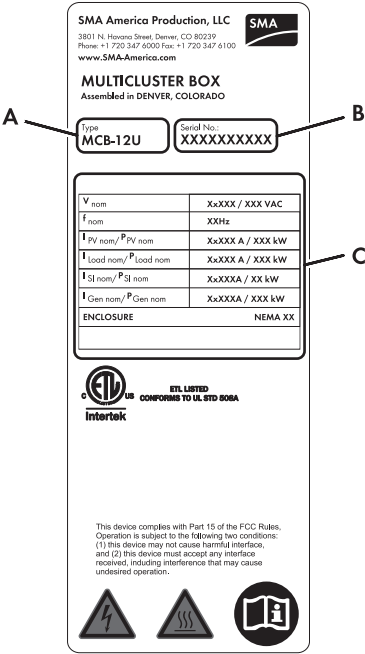 SMA America Production, LLC
3801 N. Havana Street, Denver, CO 80239
Phone: +1 720 347 6000 Fax: +1 720 347 6100
www.SMA-America.com
SMA
MULTICLUSTER BOX
Assembled in DENVER, COLORADO
A
Type
MCB-12U
Serial No.:
XXXXXXXXXX
B
C
V nom XxXXX / XXX VAC
f nom XXHz
I PV nom/ P PV nom XxXXX A / XXX kW
I Load nom/ P Load nom XxXXX A / XXX kW
I SI nom/ P SI nom XxXXXA / XX kW
I Gen nom/ P Gen nom XxXXXA / XXX kW
ENCLOSURE NEMA XX
C ETL US
Intertek
ETL LISTED
CONFORMS TO UL STD 508A
This device complies with Part 15 of the FCC Rules,
Operation is subject to the following two conditions:
(1) this device may not cause harmful interface,
and (2) this device must accept any interface
received, including interference that may cause
undesired operation.